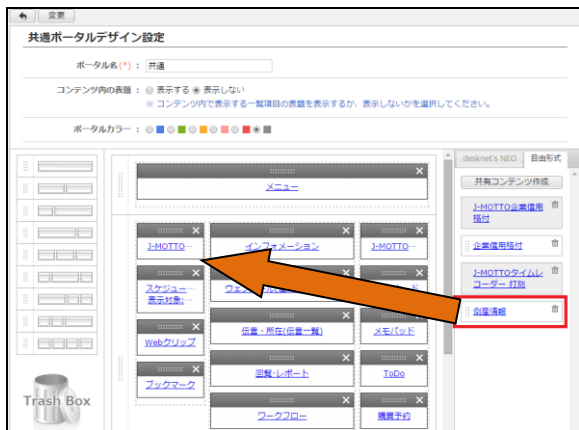 変更
共通ポータルデザイン設定
ポータル名(*) : 共通
コンテンツ内の表題 : 表示する 表示しない
※ コンテンツ内で表示する一覧項目の表題を表示するか、表示しないかを選択してください。
ポータルカラー :
desknet's NEO 自由形式
共有コンテンツ作成
メニュー
J-MOTTO企業信用格付
J-MOTTO… インフォメーション J-MOTTO…
企業信用格付
スケジュー…
表示対象:…
J-MOTTOタイムレコーダー 打刻
倒産情報
Webクリップ 伝言・所在(伝言一覧) メモパッド
ブックマーク 回覧・レポート ToDo
Trash Box
ワークフロー 購買予約